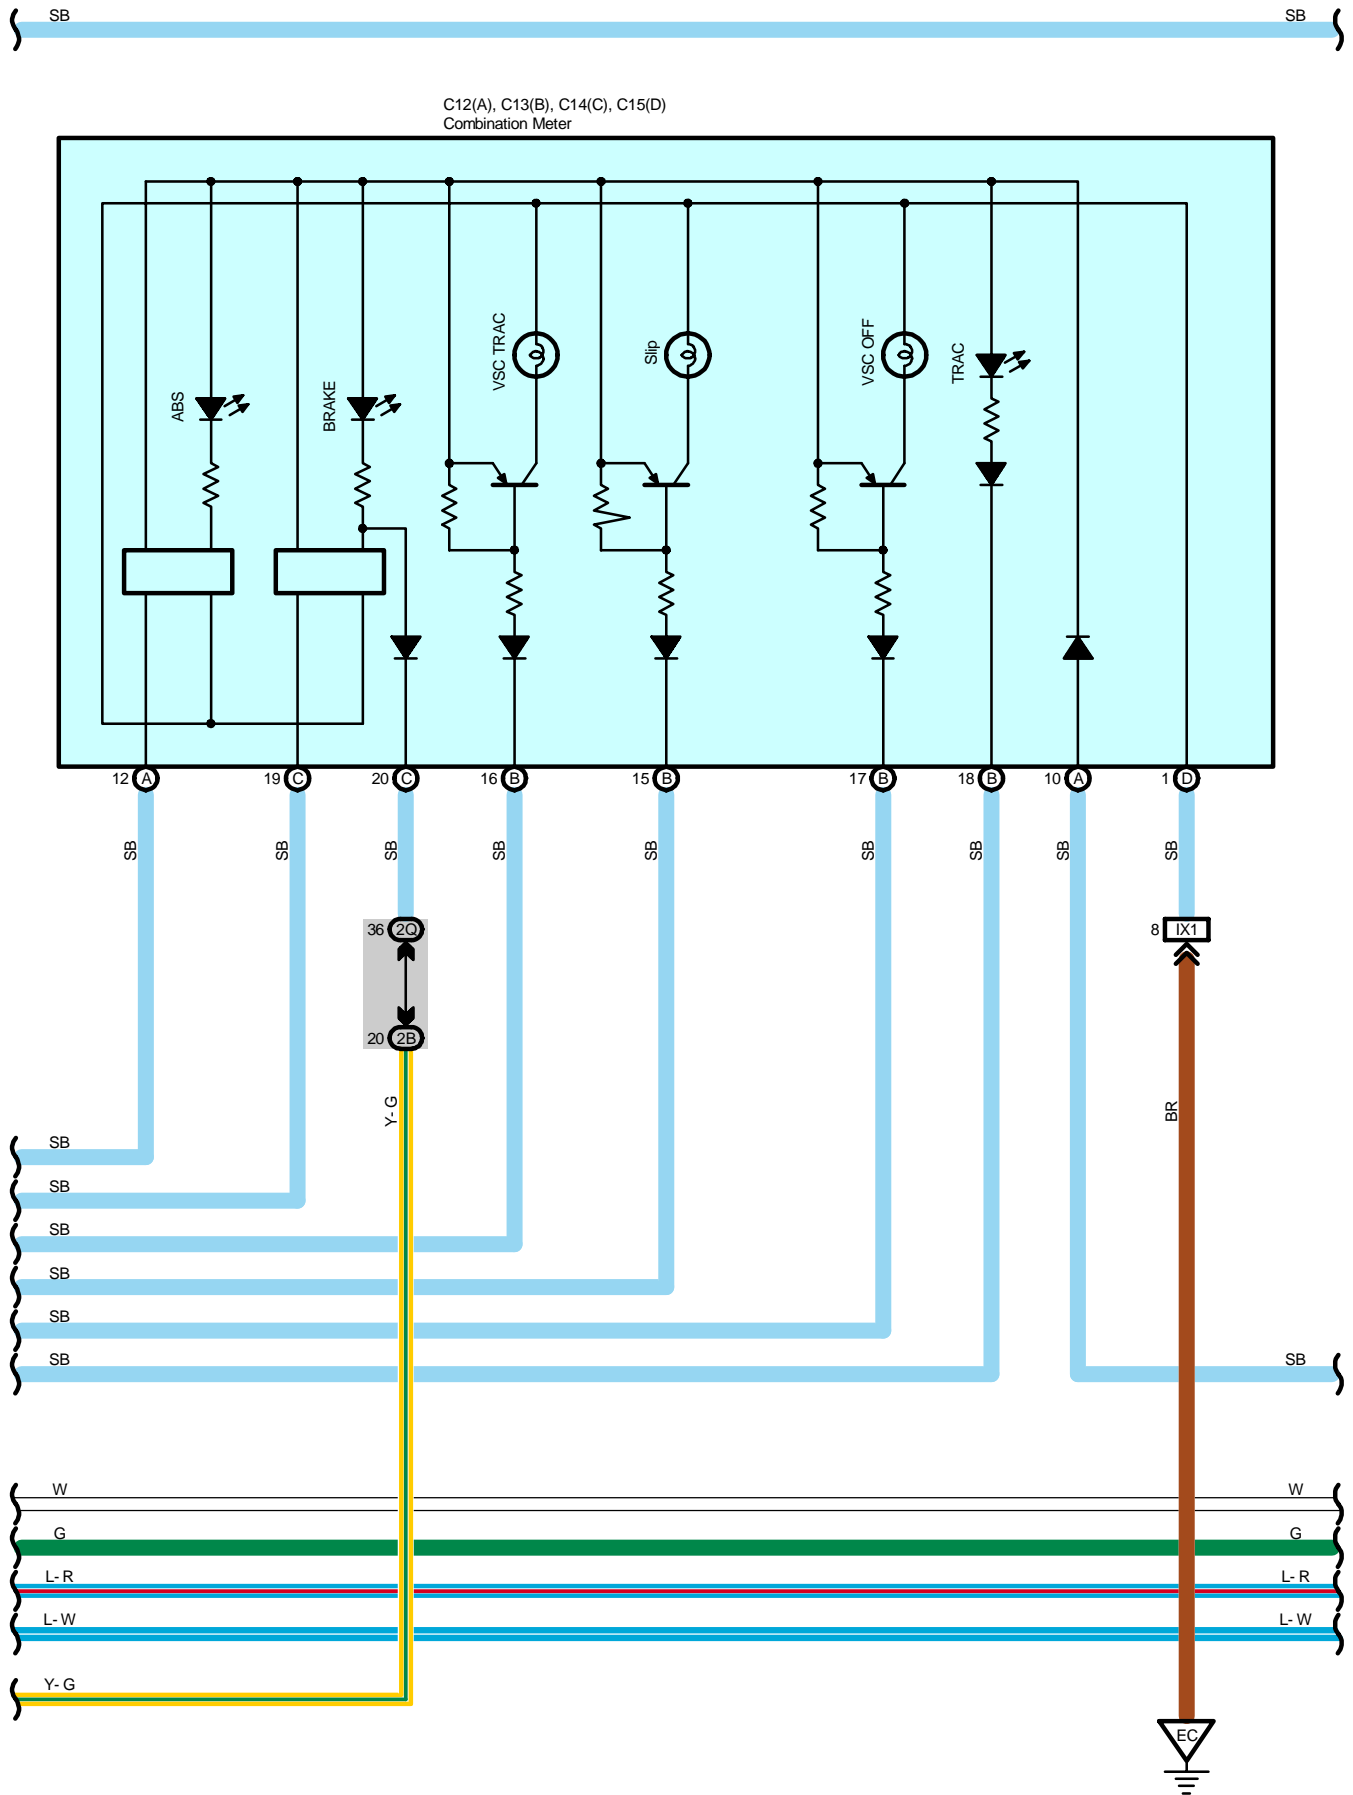 SB SB
C12(A), C13(B), C14(C), C15(D)
Combination Meter
ABS
BRAKE
VSC TRAC
Slip
VSC OFF
TRAC
12 A 19 C 20 C 16 B 15 B 17 B 18 B 10 A 1 D
SB SB SB SB SB SB SB SB SB
36 2Q 8 IX1
20 2B
Y-G BR
SB
SB
SB
SB
SB
SB SB
W W
G G
L-R L-R
L-W L-W
Y-G
EC